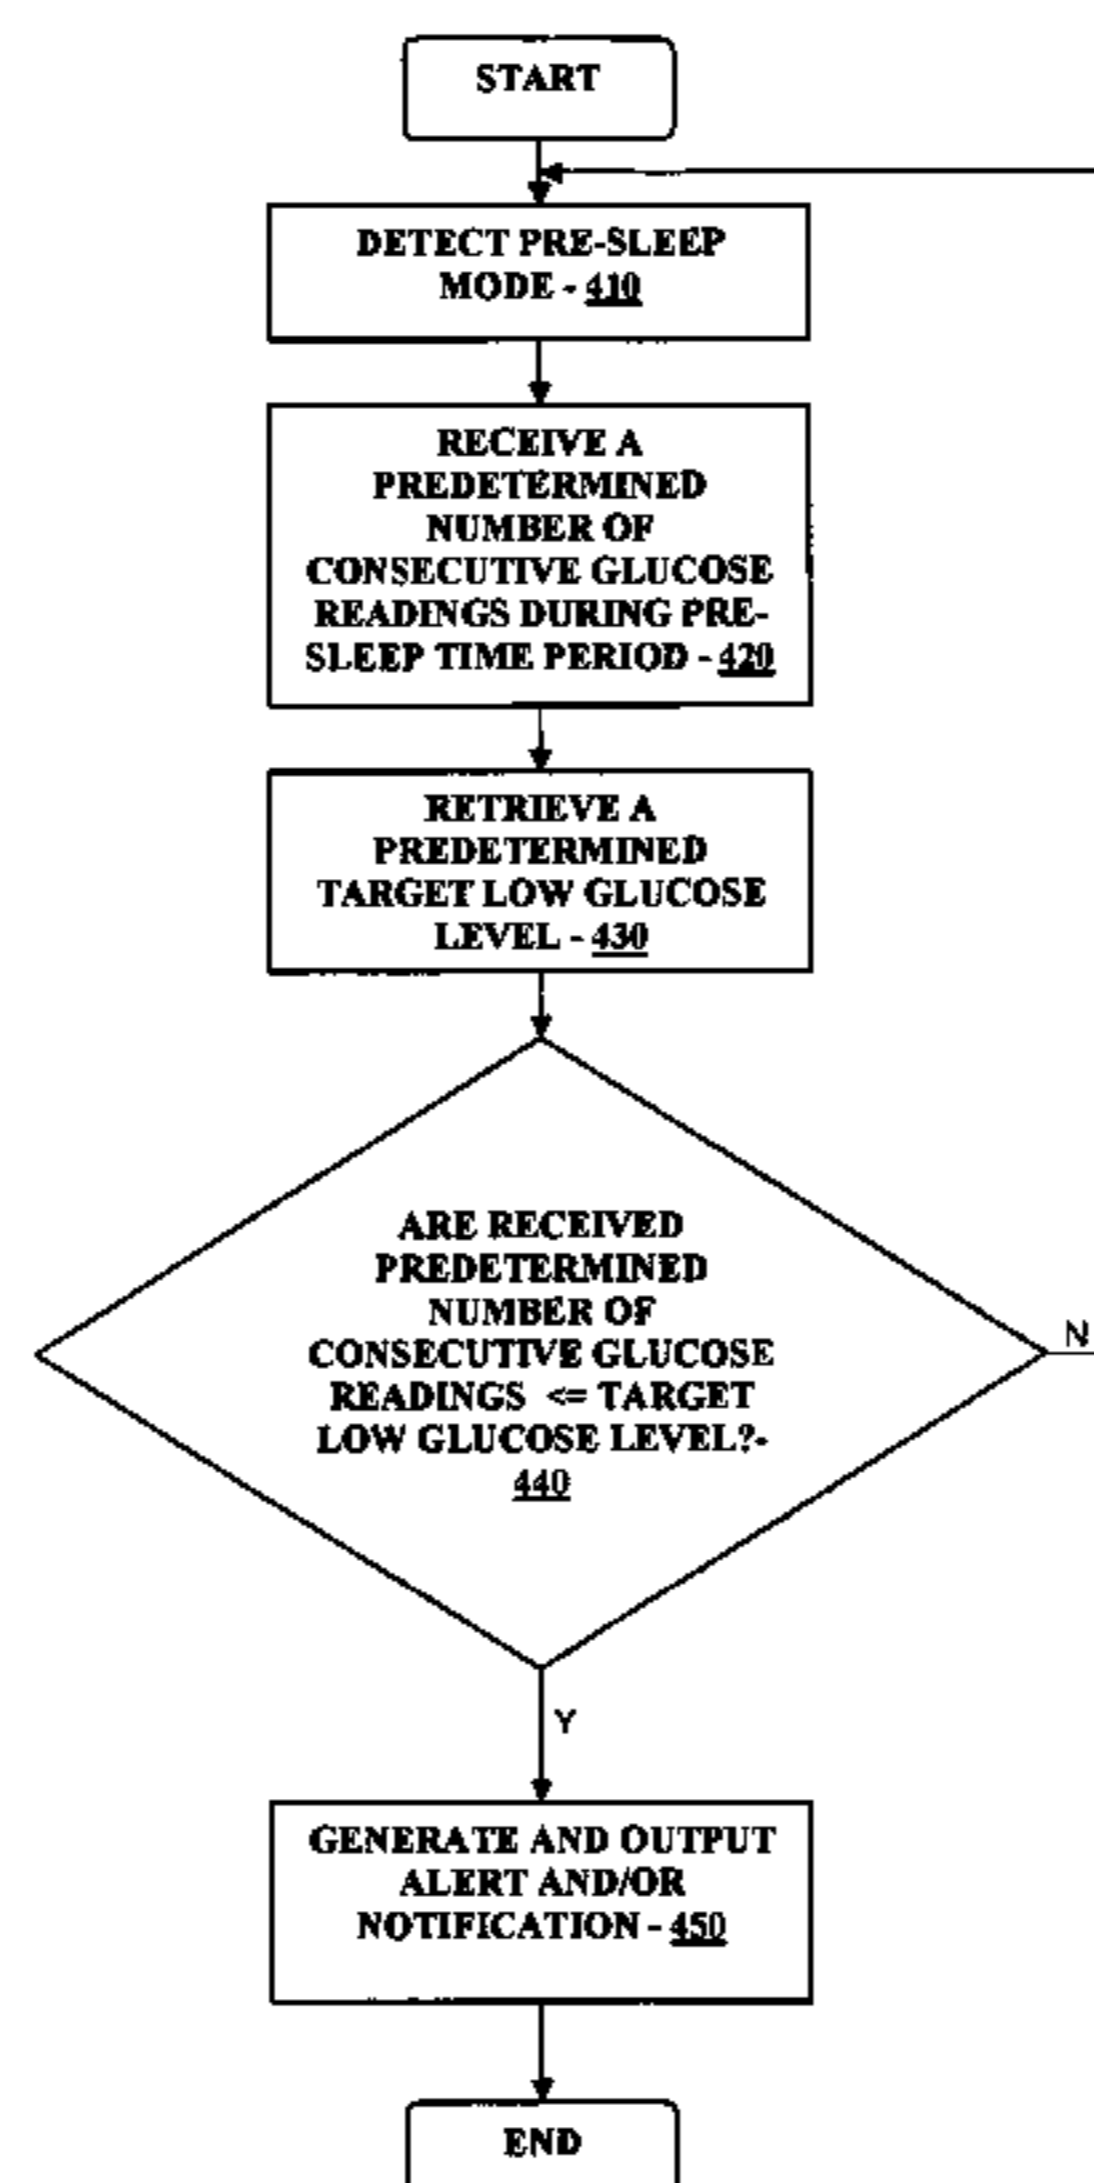 START
DETECT PRE-SLEEP
MODE - 410
RECEIVE A
PREDETERMINED
NUMBER OF
CONSECUTIVE GLUCOSE
READINGS DURING PRE-
SLEEP TIME PERIOD - 420
RETRIEVE A
PREDETERMINED
TARGET LOW GLUCOSE
LEVEL - 430
ARE RECEIVED
PREDETERMINED
NUMBER OF
CONSECUTIVE GLUCOSE
READINGS <= TARGET
LOW GLUCOSE LEVEL?-
440
N
Y
GENERATE AND OUTPUT
ALERT AND/OR
NOTIFICATION - 450
END